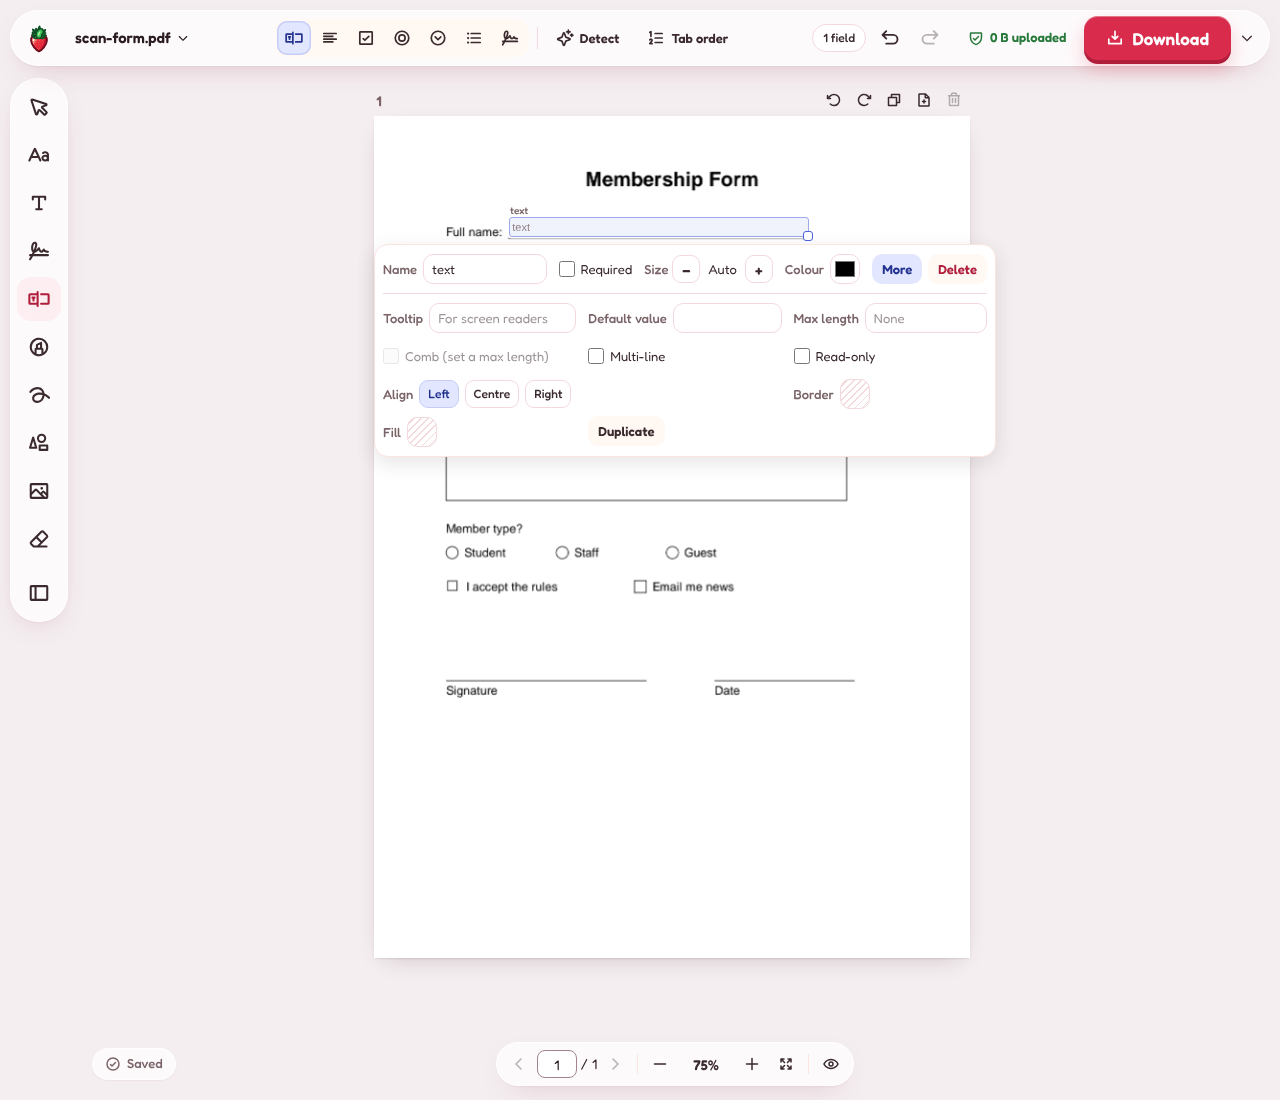 scan-form.pdf
Detect
Tab order
1 field
0 B uploaded
Download
Aa
T
1
Membership Form
text
Full name: text
Name text Required Size − Auto + Colour More Delete
Tooltip For screen readers Default value Max length None
Comb (set a max length) Multi-line Read-only
Align Left Centre Right Border
Fill Duplicate
Member type?
Student Staff Guest
I accept the rules Email me news
Signature Date
Saved
1 / 1
75%